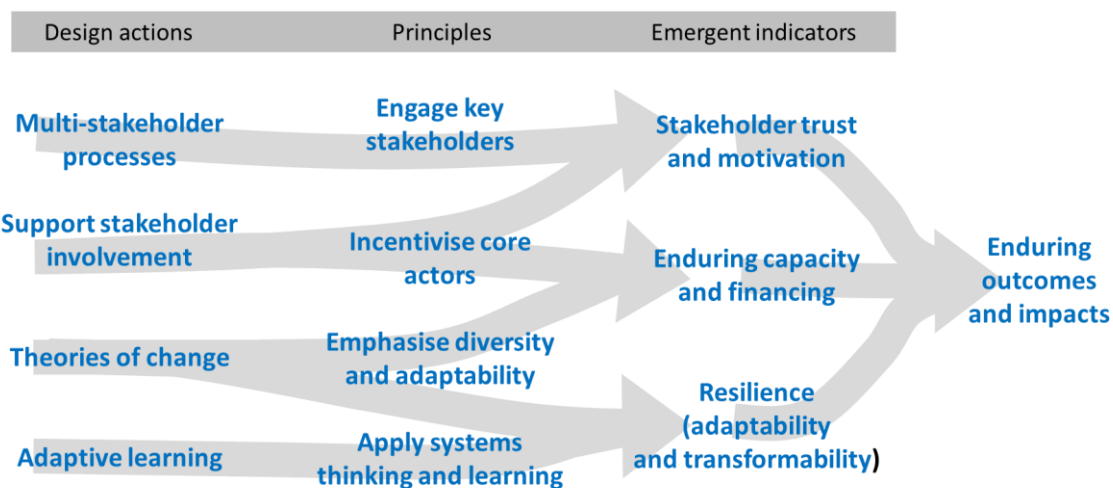 Design actions
Principles
Emergent indicators
Multi-stakeholder
processes
Engage key
stakeholders
Stakeholder trust
and motivation
Support stakeholder
involvement
Incentivise core
actors
Enduring capacity
and financing
Enduring
outcomes
and impacts
Theories of change
Emphasise diversity
and adaptability
Resilience
(adaptability
and transformability)
Adaptive learning
Apply systems
thinking and learning